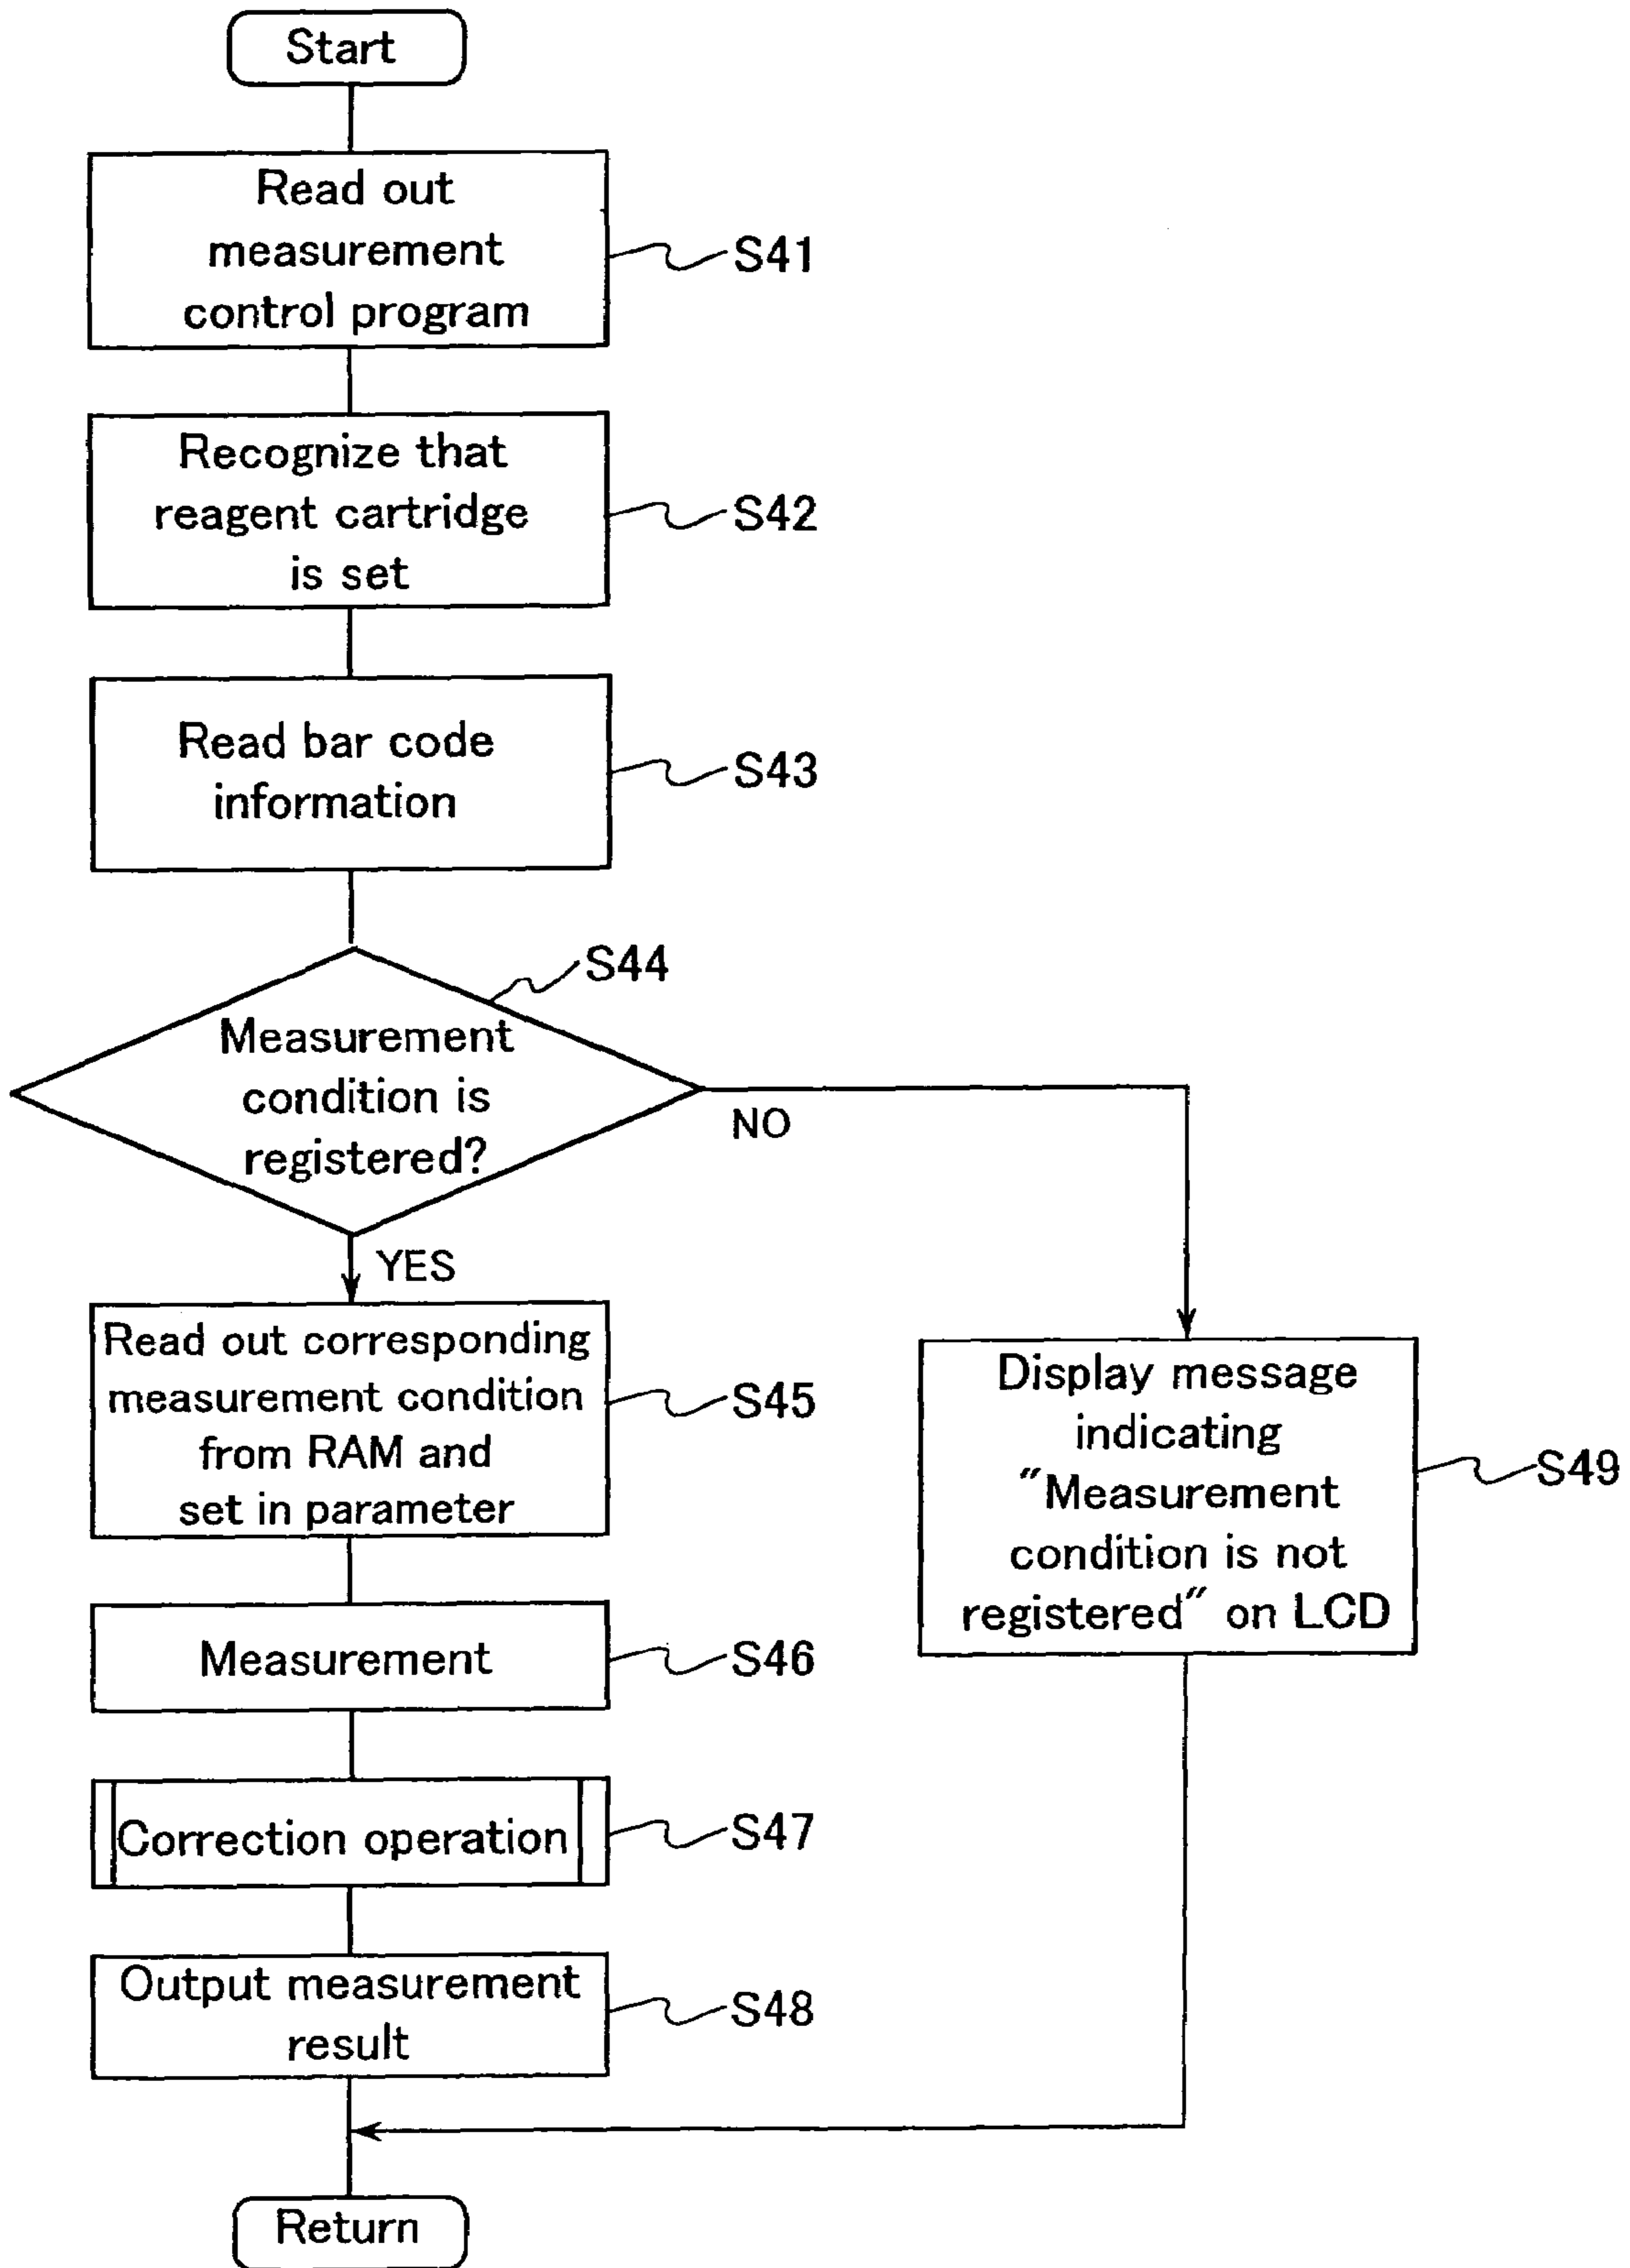 Start
Read out
measurement
control program
S41
Recognize that
reagent cartridge
is set
S42
Read bar code
information
S43
S44
Measurement
condition is
registered?
NO
YES
Read out corresponding
measurement condition
from RAM and
set in parameter
S45
Display message
indicating
"Measurement
condition is not
registered" on LCD
S49
Measurement
S46
Correction operation
S47
Output measurement
result
S48
Return